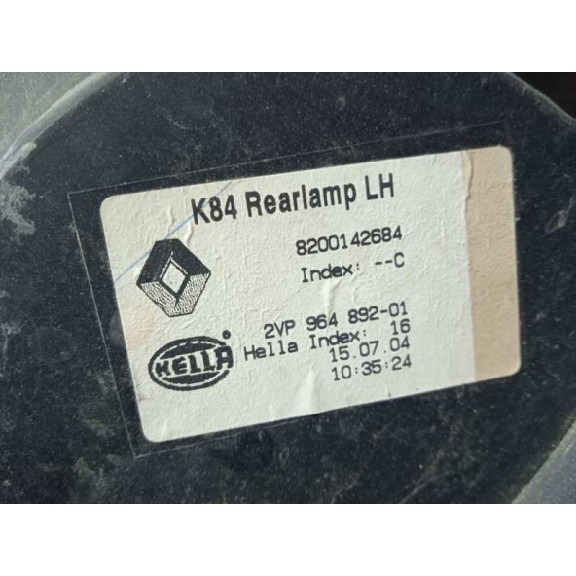 K84 Rearlamp LH
8200142684
Index: --C
2VP 964 892-01
Hella Index: 16
15.07.04
10:35:24
HELLA ®